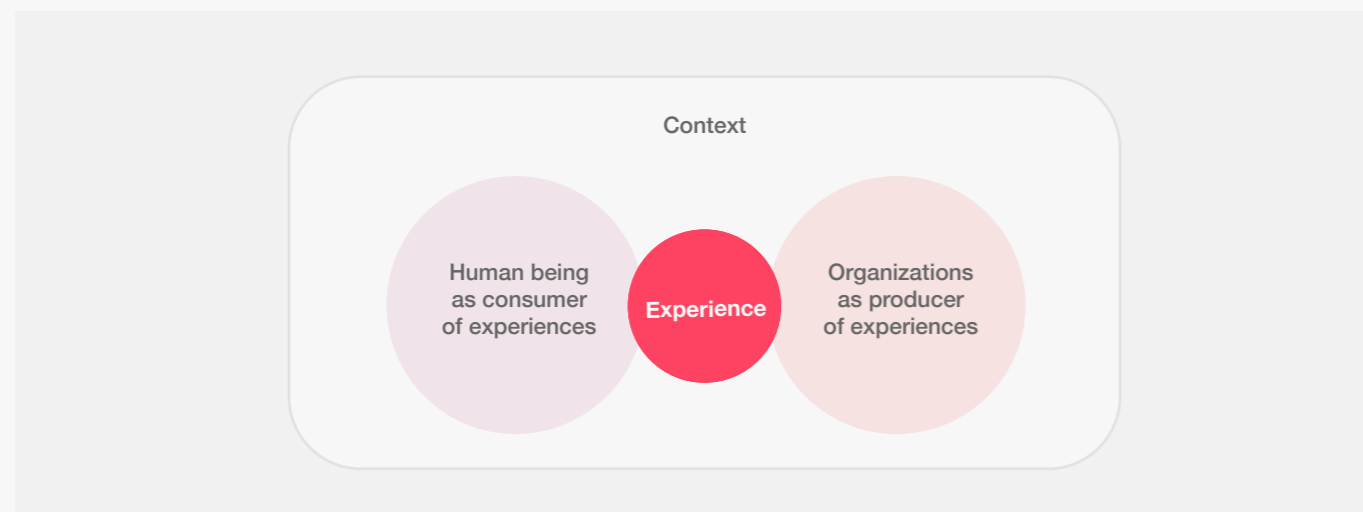 Context
Human being
as consumer
of experiences
Experience
Organizations
as producer
of experiences